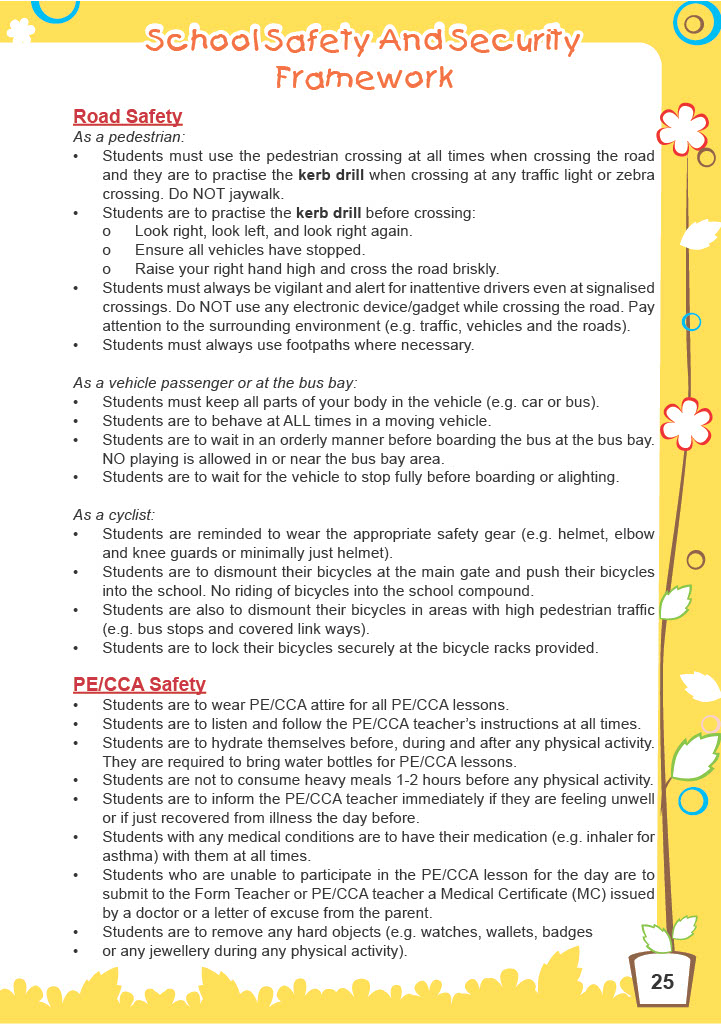 School Safety And Security
Framework
Road Safety
As a pedestrian:
• Students must use the pedestrian crossing at all times when crossing the road
and they are to practise the kerb drill when crossing at any traffic light or zebra
crossing. Do NOT jaywalk.
• Students are to practise the kerb drill before crossing:
o Look right, look left, and look right again.
o Ensure all vehicles have stopped.
o Raise your right hand high and cross the road briskly.
• Students must always be vigilant and alert for inattentive drivers even at signalised
crossings. Do NOT use any electronic device/gadget while crossing the road. Pay
attention to the surrounding environment (e.g. traffic, vehicles and the roads).
• Students must always use footpaths where necessary.
As a vehicle passenger or at the bus bay:
• Students must keep all parts of your body in the vehicle (e.g. car or bus).
• Students are to behave at ALL times in a moving vehicle.
• Students are to wait in an orderly manner before boarding the bus at the bus bay.
NO playing is allowed in or near the bus bay area.
• Students are to wait for the vehicle to stop fully before boarding or alighting.
As a cyclist:
• Students are reminded to wear the appropriate safety gear (e.g. helmet, elbow
and knee guards or minimally just helmet).
• Students are to dismount their bicycles at the main gate and push their bicycles
into the school. No riding of bicycles into the school compound.
• Students are also to dismount their bicycles in areas with high pedestrian traffic
(e.g. bus stops and covered link ways).
• Students are to lock their bicycles securely at the bicycle racks provided.
PE/CCA Safety
• Students are to wear PE/CCA attire for all PE/CCA lessons.
• Students are to listen and follow the PE/CCA teacher's instructions at all times.
• Students are to hydrate themselves before, during and after any physical activity.
They are required to bring water bottles for PE/CCA lessons.
• Students are not to consume heavy meals 1-2 hours before any physical activity.
• Students are to inform the PE/CCA teacher immediately if they are feeling unwell
or if just recovered from illness the day before.
• Students with any medical conditions are to have their medication (e.g. inhaler for
asthma) with them at all times.
• Students who are unable to participate in the PE/CCA lesson for the day are to
submit to the Form Teacher or PE/CCA teacher a Medical Certificate (MC) issued
by a doctor or a letter of excuse from the parent.
• Students are to remove any hard objects (e.g. watches, wallets, badges
• or any jewellery during any physical activity).
25